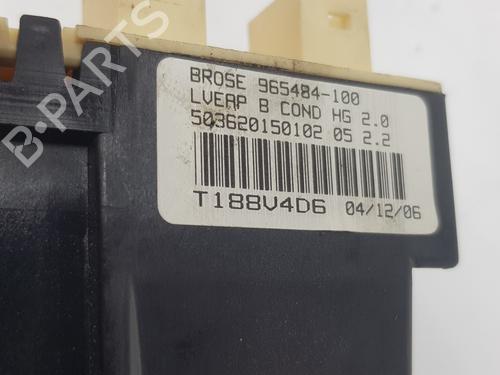 BROSE 965484-100
LVEAP B COND HG 2.0
503620150102 05 2.2
T188V4D6 04/12/06
B-PARTS